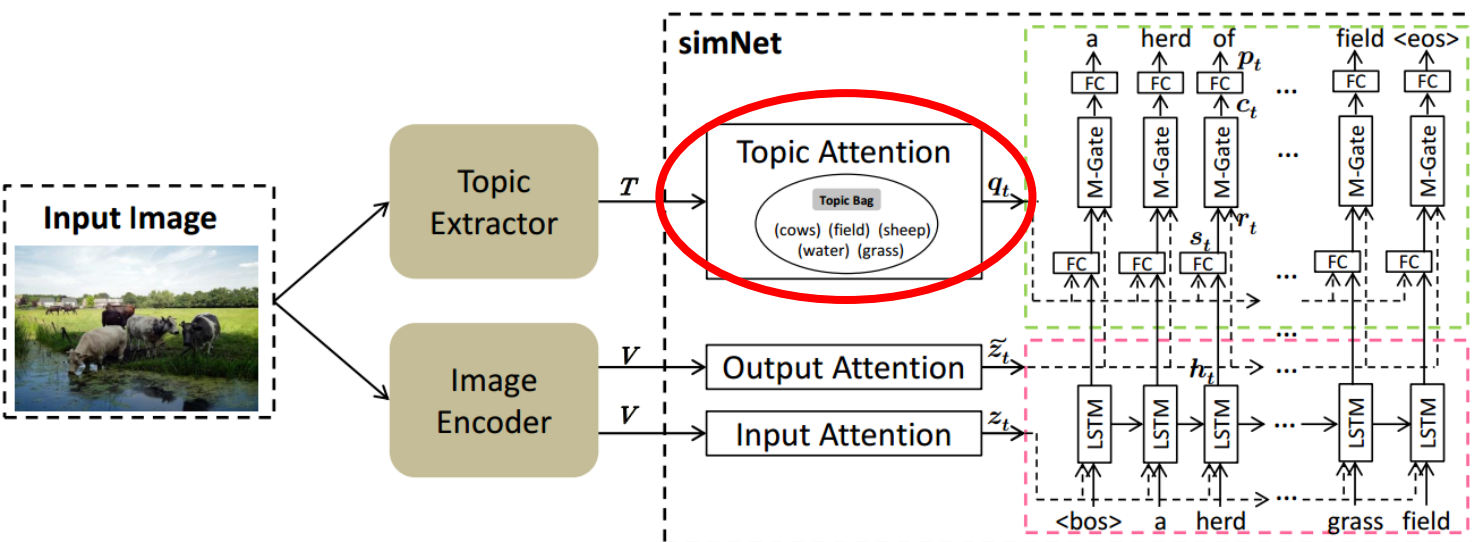 simNet
a herd of field <eos>
p_t
FC FC FC ... FC FC
c_t
M-Gate M-Gate M-Gate ... M-Gate M-Gate
r_t
s_t
FC FC FC ... FC FC
Input Image
Topic
Extractor
T
Topic Attention
Topic Bag
(cows) (field) (sheep)
(water) (grass)
q_t
...
Image
Encoder
V
Output Attention
z̃_t
h_t
...
V
Input Attention
z_t
LSTM LSTM LSTM ... LSTM LSTM
...
<bos> a herd grass field